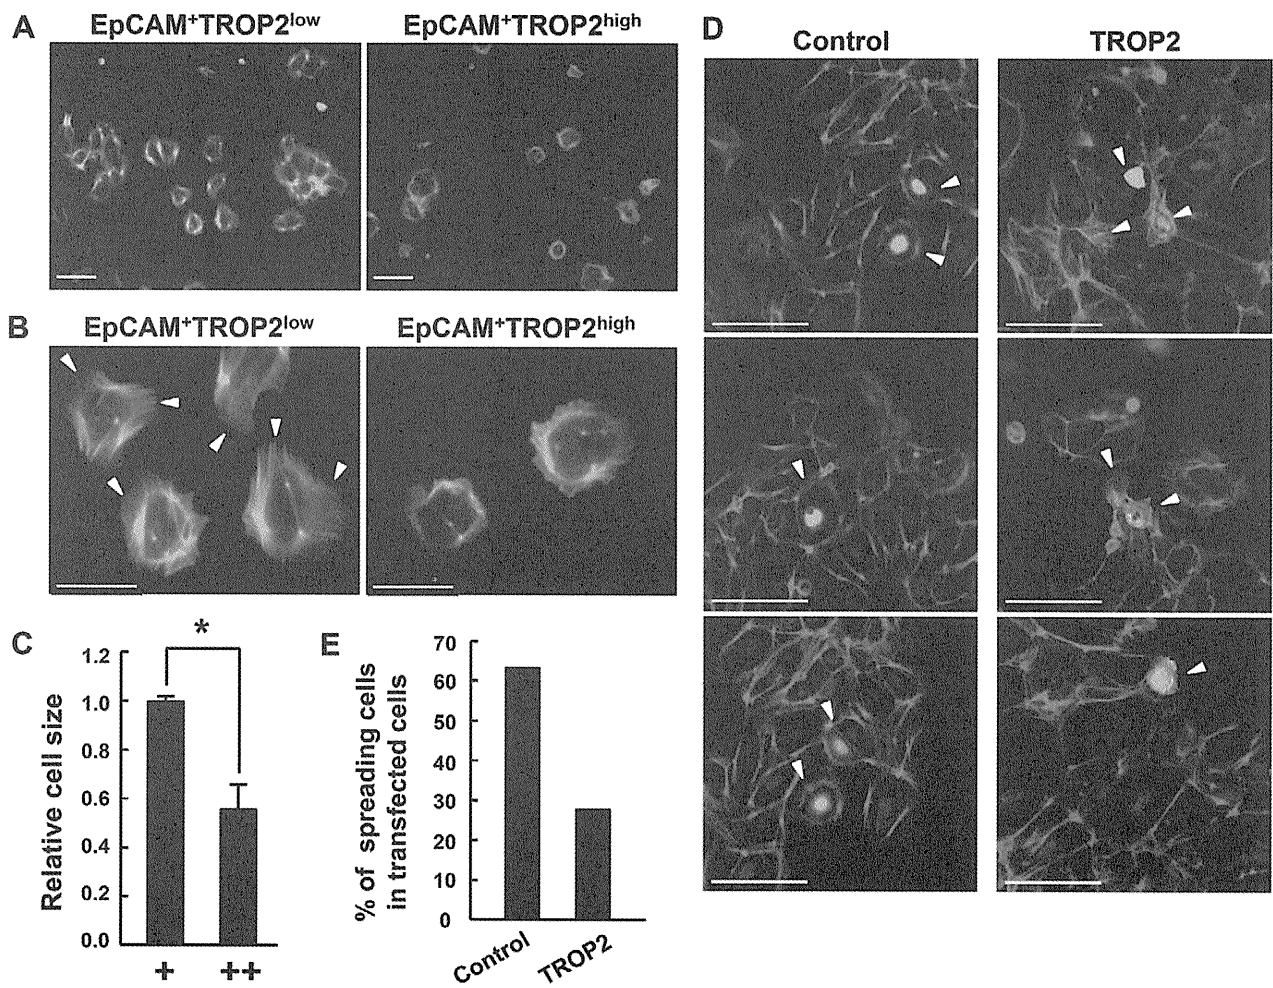 A
EpCAM⁺TROP2ˡᵒʷ
EpCAM⁺TROP2ʰⁱᵍʰ
B
EpCAM⁺TROP2ˡᵒʷ
EpCAM⁺TROP2ʰⁱᵍʰ
C
*
Relative cell size
1.2
1.0
0.8
0.6
0.4
0.2
0.0
+
++
E
% of spreading cells
in transfected cells
70
60
50
40
30
20
10
0
Control
TROP2
D
Control
TROP2